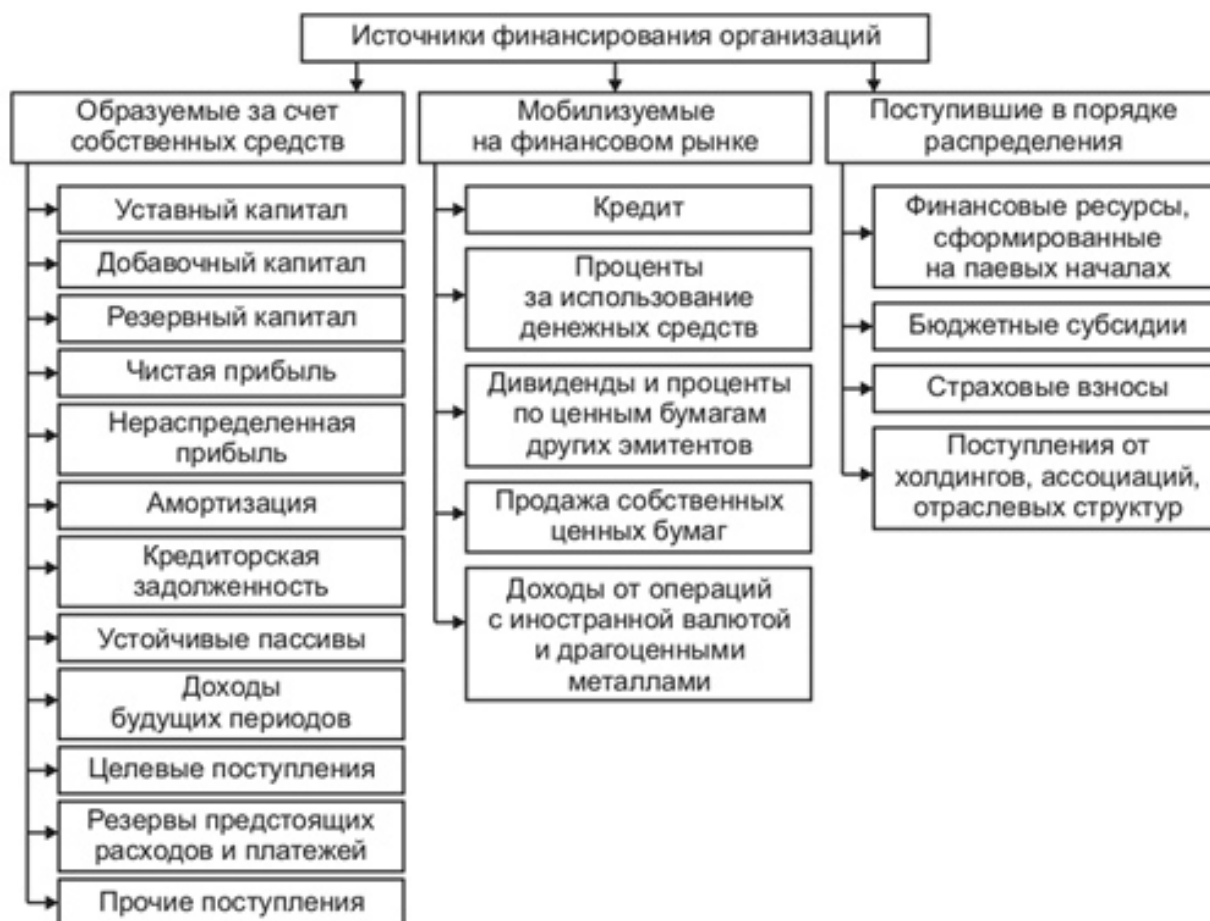 Источники финансирования организаций
Образуемые за счет
собственных средств
Уставный капитал
Добавочный капитал
Резервный капитал
Чистая прибыль
Нераспределенная
прибыль
Амортизация
Кредиторская
задолженность
Устойчивые пассивы
Доходы
будущих периодов
Целевые поступления
Резервы предстоящих
расходов и платежей
Прочие поступления
Мобилизуемые
на финансовом рынке
Кредит
Проценты
за использование
денежных средств
Дивиденды и проценты
по ценным бумагам
других эмитентов
Продажа собственных
ценных бумаг
Доходы от операций
с иностранной валютой
и драгоценными
металлами
Поступившие в порядке
распределения
Финансовые ресурсы,
сформированные
на паевых началах
Бюджетные субсидии
Страховые взносы
Поступления от
холдингов, ассоциаций,
отраслевых структур